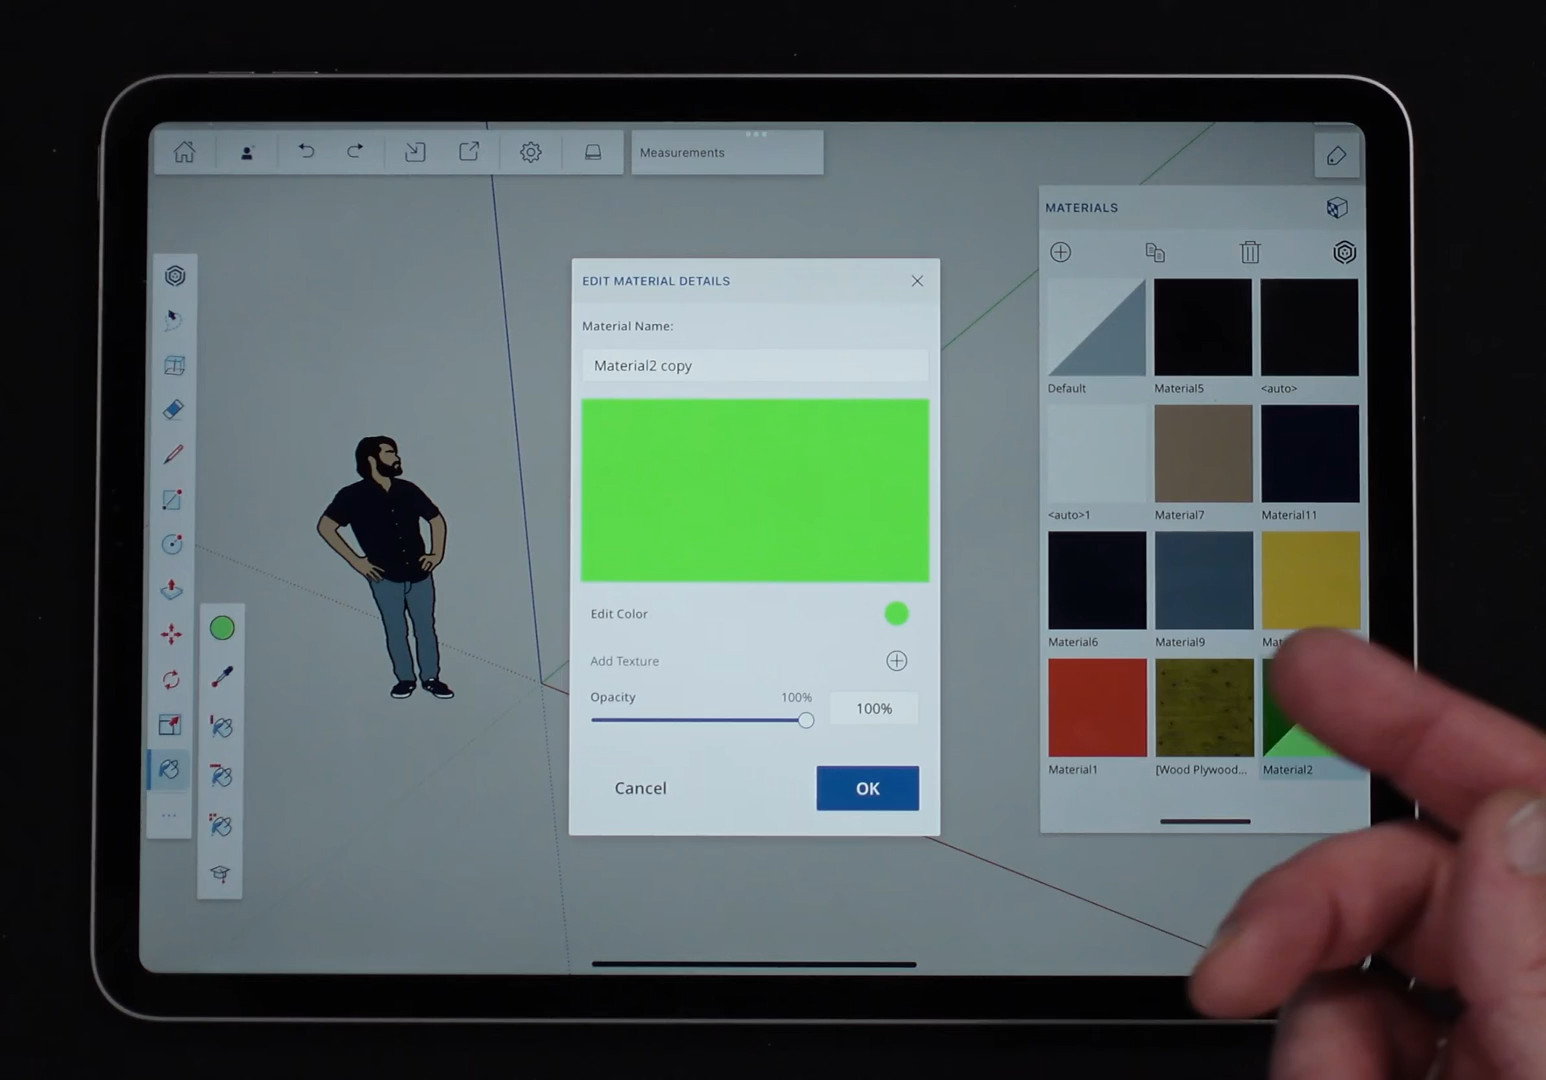 Measurements
MATERIALS
EDIT MATERIAL DETAILS
Material Name:
Material2 copy
Edit Color
Add Texture
Opacity
100%
100%
Cancel
OK
Default
Material5
<auto>
<auto>1
Material7
Material11
Material6
Material9
Material1
[Wood Plywood...
Material2